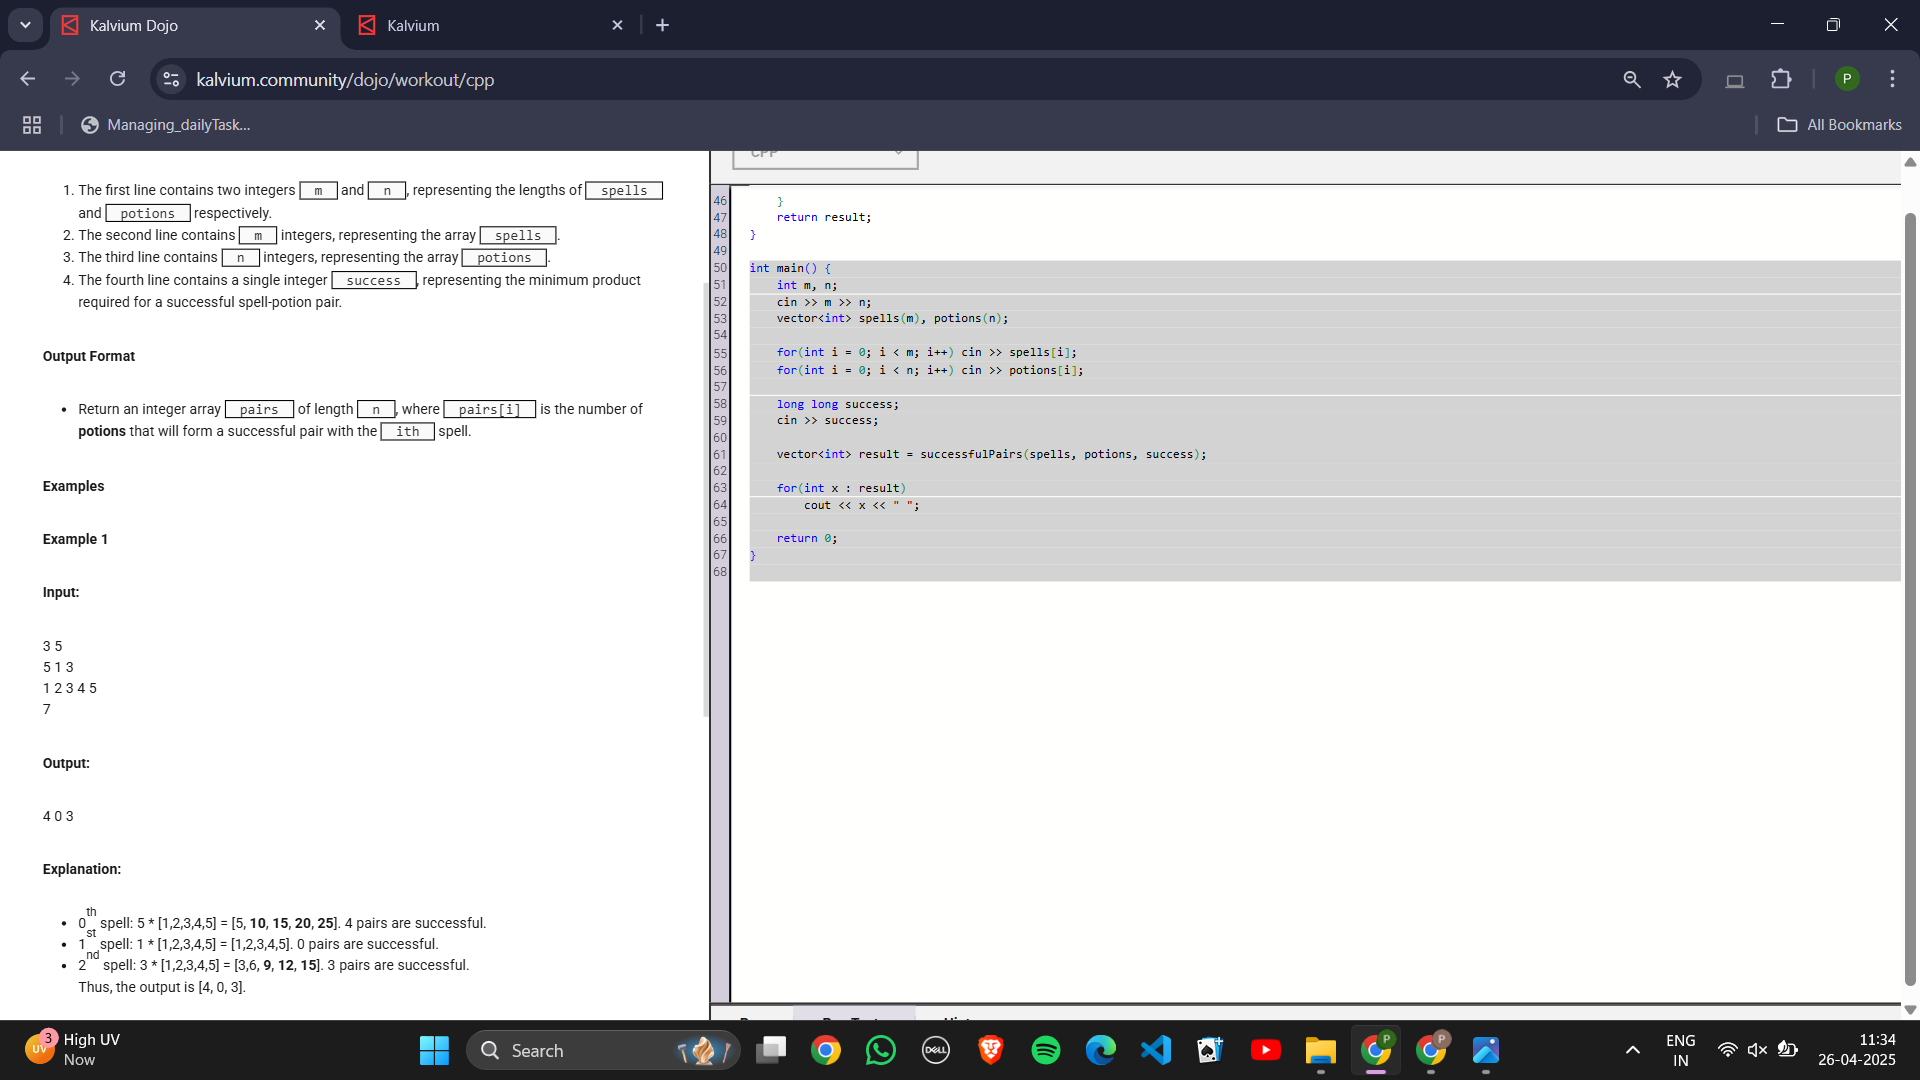 Kalvium Dojo
Kalvium
kalvium.community/dojo/workout/cpp
P
Managing_dailyTask...
All Bookmarks
1. The first line contains two integers m and n, representing the lengths of spells
and potions respectively.
2. The second line contains m integers, representing the array spells.
3. The third line contains n integers, representing the array potions.
4. The fourth line contains a single integer success, representing the minimum product
required for a successful spell-potion pair.
Output Format
• Return an integer array pairs of length n, where pairs[i] is the number of
potions that will form a successful pair with the ith spell.
Examples
Example 1
Input:
3 5
5 1 3
1 2 3 4 5
7
Output:
4 0 3
Explanation:
• 0th spell: 5 * [1,2,3,4,5] = [5, 10, 15, 20, 25]. 4 pairs are successful.
• 1st spell: 1 * [1,2,3,4,5] = [1,2,3,4,5]. 0 pairs are successful.
• 2nd spell: 3 * [1,2,3,4,5] = [3,6, 9, 12, 15]. 3 pairs are successful.
Thus, the output is [4, 0, 3].
CPP
46 }
47 return result;
48 }
49
50 int main() {
51 int m, n;
52 cin >> m >> n;
53 vector<int> spells(m), potions(n);
54
55 for(int i = 0; i < m; i++) cin >> spells[i];
56 for(int i = 0; i < n; i++) cin >> potions[i];
57
58 long long success;
59 cin >> success;
60
61 vector<int> result = successfulPairs(spells, potions, success);
62
63 for(int x : result)
64 cout << x << " ";
65
66 return 0;
67 }
68
3
UV
High UV
Now
Search
DELL
P
P
ENG
IN
11:34
26-04-2025